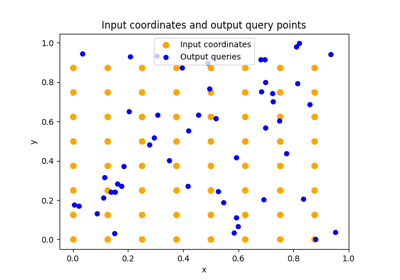 Input coordinates and output query points
Input coordinates
Output queries
y
1.0
0.8
0.6
0.4
0.2
0.0
0.0
0.2
0.4
0.6
0.8
1.0
x